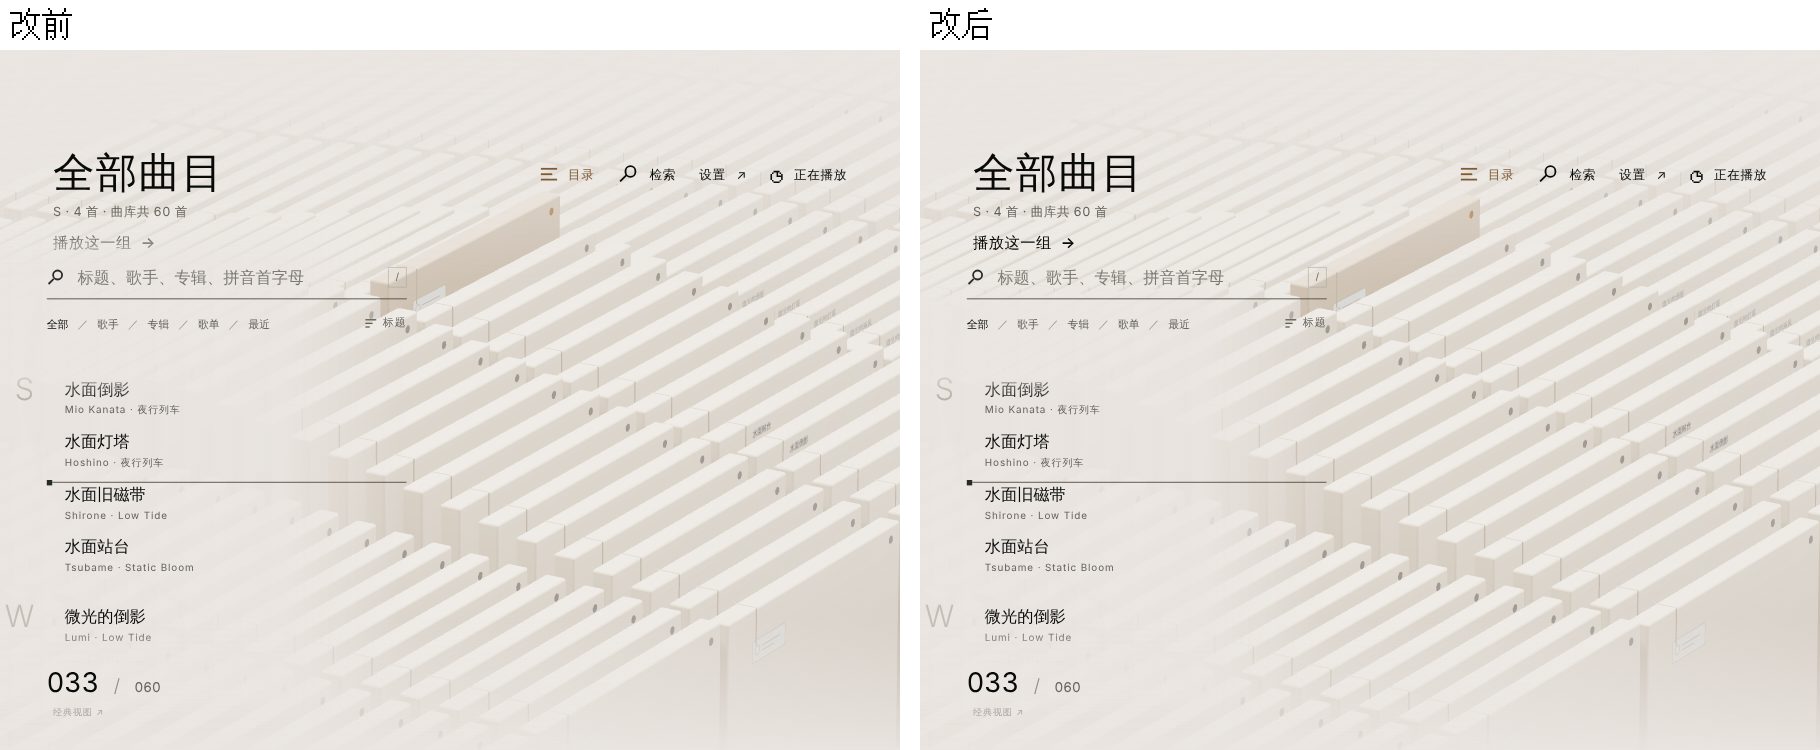 改前
全部曲目
目录 检索 设置 ↗ 正在播放
S · 4 首 · 曲库共 60 首
播放这一组 →
标题、歌手、专辑、拼音首字母 /
全部 / 歌手 / 专辑 / 歌单 / 最近 标题
S
水面倒影
Mio Kanata · 夜行列车
水面灯塔
Hoshino · 夜行列车
水面旧磁带
Shirone · Low Tide
水面站台
Tsubame · Static Bloom
W
微光的倒影
Lumi · Low Tide
033 / 060
经典视图 ↗
改后
全部曲目
目录 检索 设置 ↗ 正在播放
S · 4 首 · 曲库共 60 首
播放这一组 →
标题、歌手、专辑、拼音首字母 /
全部 / 歌手 / 专辑 / 歌单 / 最近 标题
S
水面倒影
Mio Kanata · 夜行列车
水面灯塔
Hoshino · 夜行列车
水面旧磁带
Shirone · Low Tide
水面站台
Tsubame · Static Bloom
W
微光的倒影
Lumi · Low Tide
033 / 060
经典视图 ↗